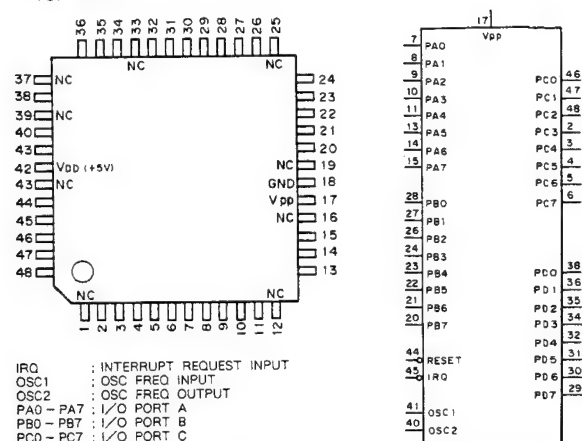 36 35 34 33 32 31 30 29 28 27 26 25
NC NC
37 NC 24
38 23
39 NC 22
40 21
43 20
42 VDD (+5V) NC 19
43 NC GND 18
44 Vpp 17
45 NC 16
46 15
47 14
48 13
NC NC
1 2 3 4 5 6 7 8 9 10 11 12
IRQ : INTERRUPT REQUEST INPUT
OSC1 : OSC FREQ INPUT
OSC2 : OSC FREQ OUTPUT
PA0 - PA7 : I/O PORT A
PB0 - PB7 : I/O PORT B
PC0 - PC7 : I/O PORT C
17
Vpp
7 PA0
8 PA1
9 PA2 PC0 46
10 PA3 PC1 47
11 PA4 PC2 48
13 PA5 PC3 2
14 PA6 PC4 3
15 PA7 PC5 4
PC6 5
28 PB0 PC7 6
27 PB1
26 PB2
24 PB3
23 PB4 PD0 38
22 PB5 PD1 36
21 PB6 PD2 35
20 PB7 PD3 34
PD4 32
44 RESET PD5 31
45 IRQ PD6 30
PD7 29
41 OSC1
40 OSC2